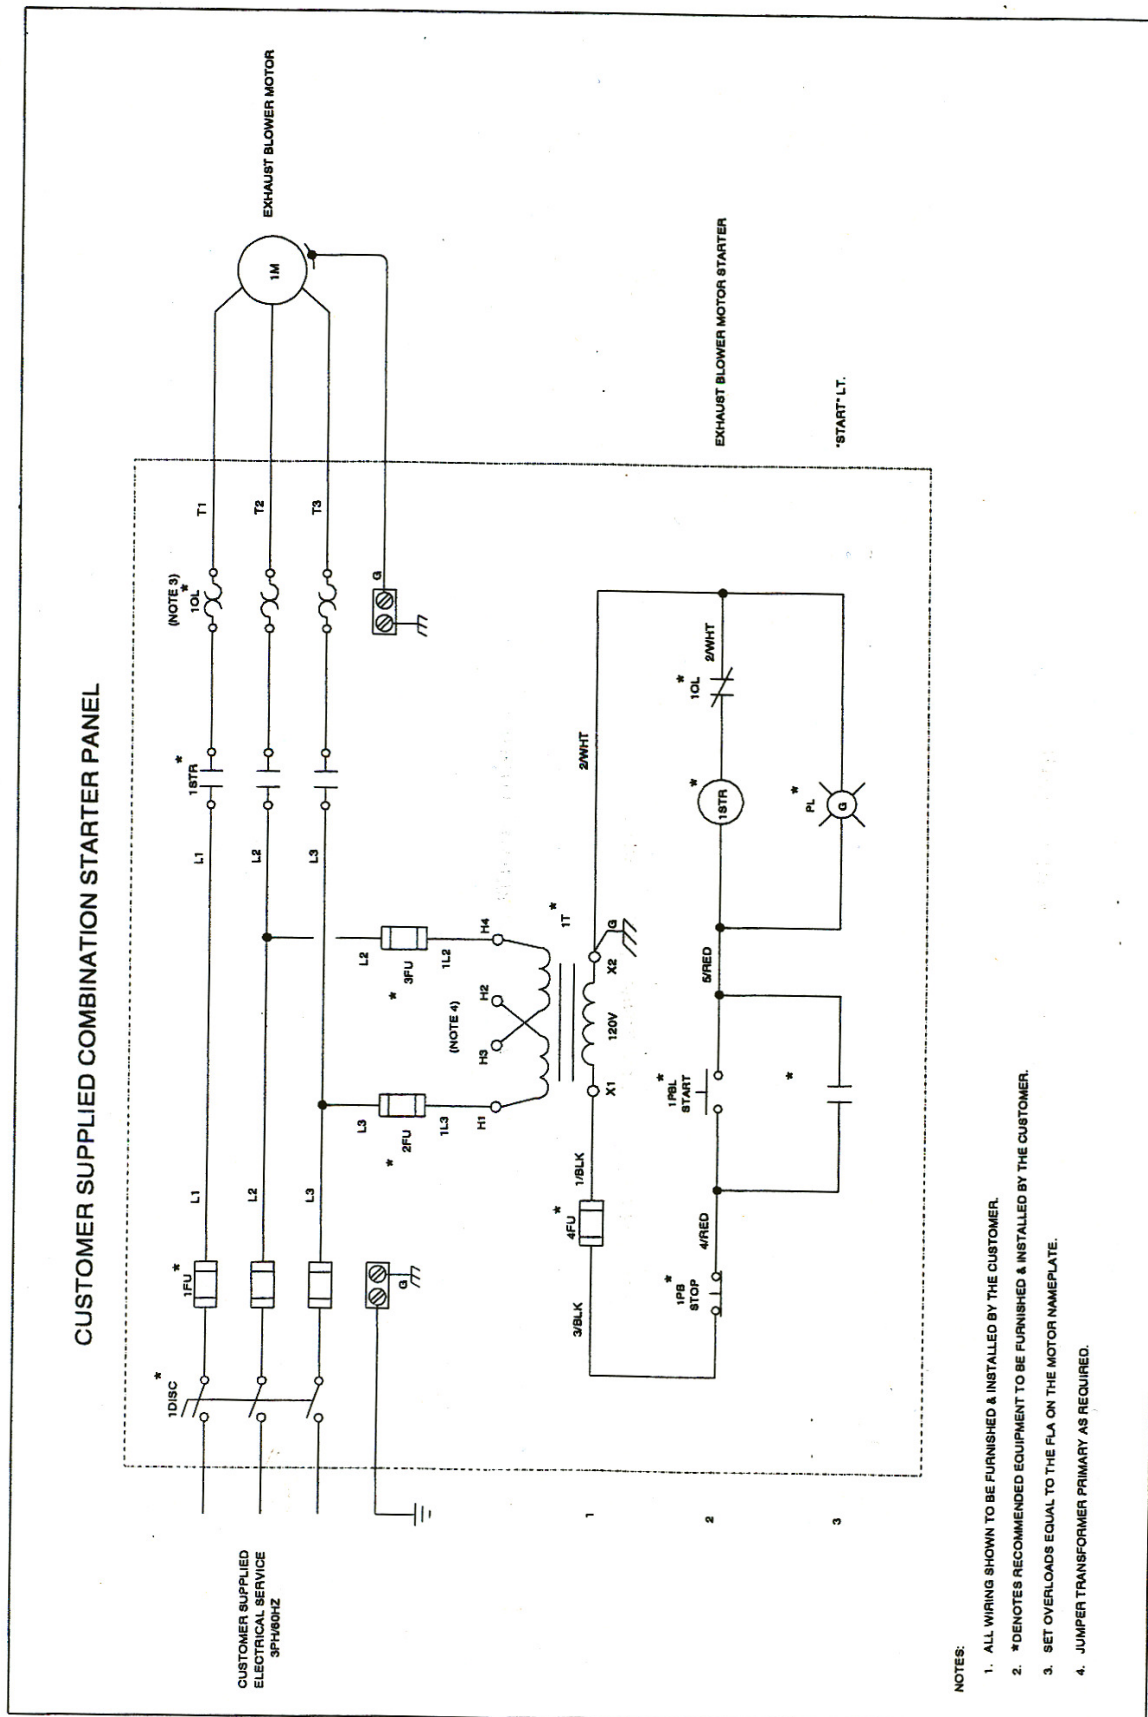 CUSTOMER SUPPLIED COMBINATION STARTER PANEL
CUSTOMER SUPPLIED
ELECTRICAL SERVICE
3PH/60HZ
1DISC *
1FU *
L1
L1
1STR *
(NOTE 3)
1OL *
T1
L2
L2
T2
L3
L3
T3
1M
EXHAUST BLOWER MOTOR
G
G
L3
L2
* 2FU
* 3FU
1L3
1L2
(NOTE 4)
H1
H3
H2
H4
1T *
1
3/BLK
4FU *
1/BLK
X1
120V
X2
G
2/WHT
2
1PB *
STOP
4/RED
1PBL *
START
5/RED
1STR *
1OL *
2/WHT
EXHAUST BLOWER MOTOR STARTER
3
*
PL *
G
"START" LT.
NOTES:
1. ALL WIRING SHOWN TO BE FURNISHED & INSTALLED BY THE CUSTOMER.
2. *DENOTES RECOMMENDED EQUIPMENT TO BE FURNISHED & INSTALLED BY THE CUSTOMER.
3. SET OVERLOADS EQUAL TO THE FLA ON THE MOTOR NAMEPLATE.
4. JUMPER TRANSFORMER PRIMARY AS REQUIRED.